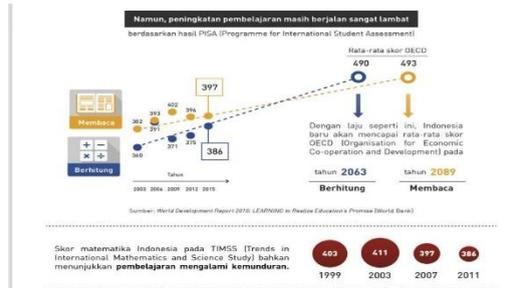 Namun, peningkatan pembelajaran masih berjalan sangat lambat
berdasarkan hasil PISA (Programme for International Student Assessment)
Rata-rata skor OECD
490 493
397
402
393 396
382
391
Membaca
371 375
360
386
Berhitung
Tahun
2003 2006 2009 2012 2015
Dengan laju seperti ini, Indonesia
baru akan mencapai rata-rata skor
OECD (Organisation for Economic
Co-operation and Development) pada
tahun 2063 tahun 2089
Berhitung Membaca
Sumber: World Development Report 2018: LEARNING to Realize Education's Promise (World Bank)
Skor matematika Indonesia pada TIMSS (Trends in
International Mathematics and Science Study) bahkan
menunjukkan pembelajaran mengalami kemunduran.
403 411 397 386
1999 2003 2007 2011